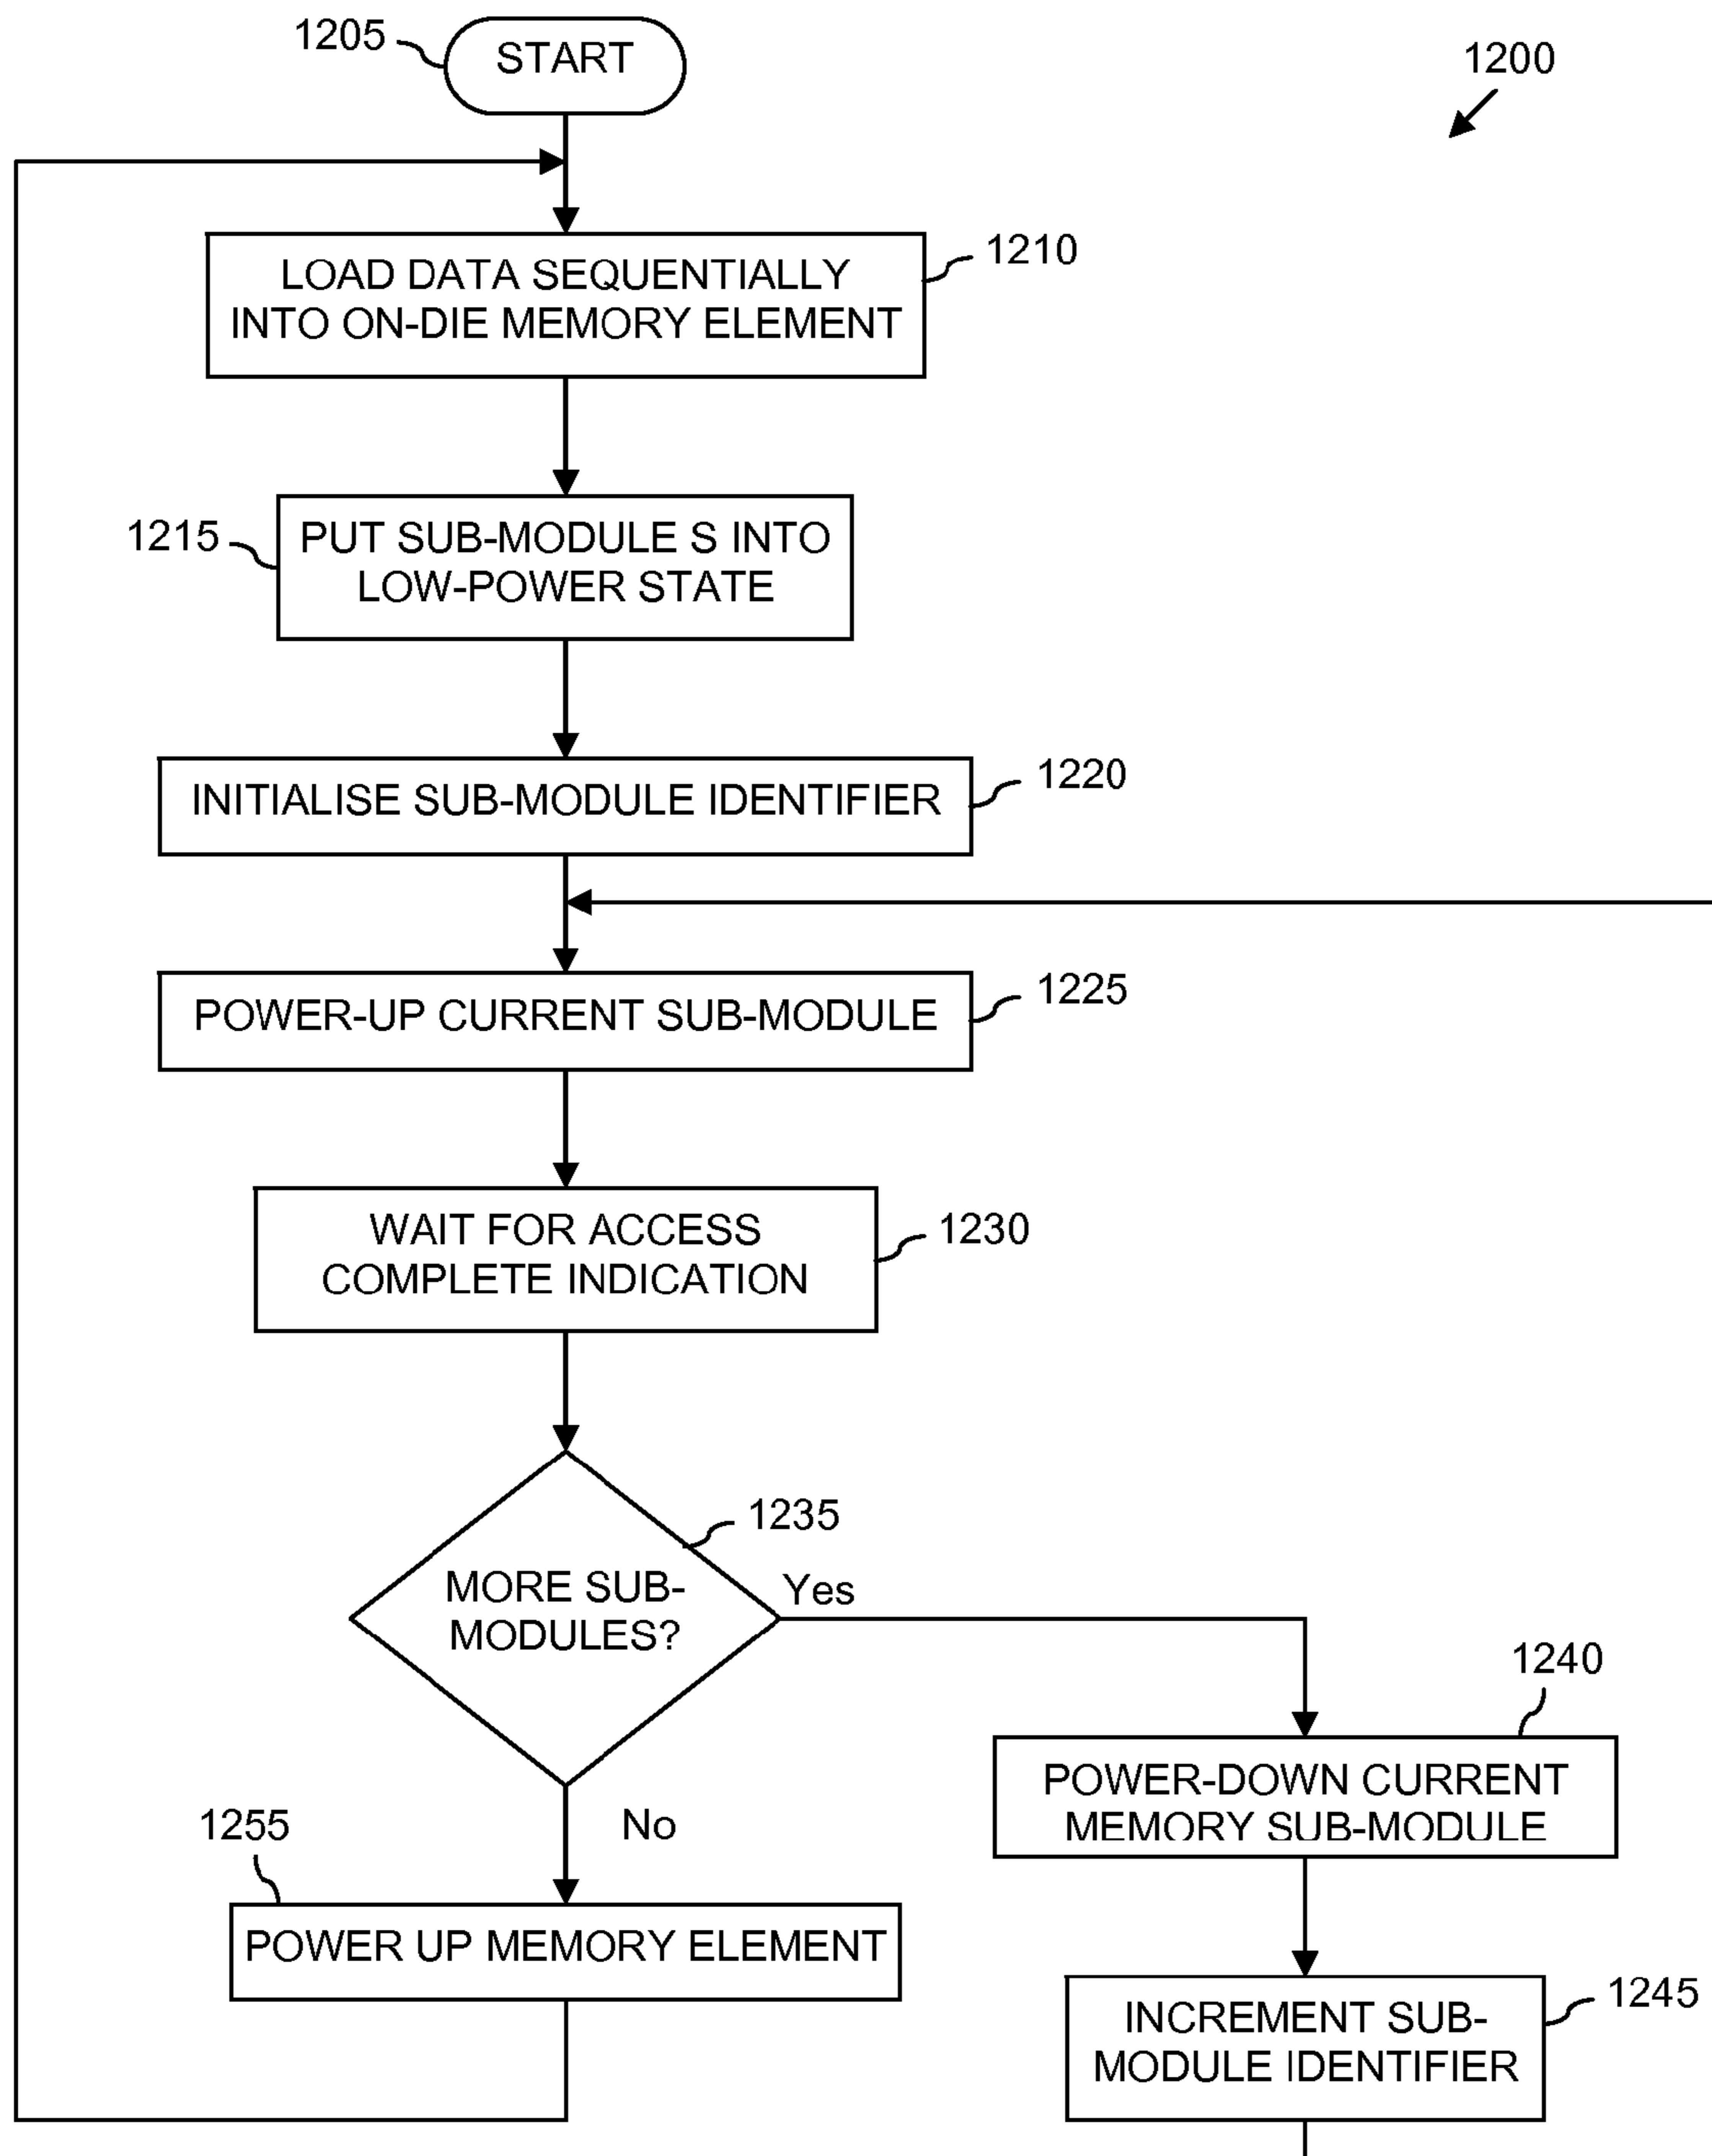 1205
START
1200
LOAD DATA SEQUENTIALLY
INTO ON-DIE MEMORY ELEMENT
1210
1215
PUT SUB-MODULE S INTO
LOW-POWER STATE
INITIALISE SUB-MODULE IDENTIFIER
1220
POWER-UP CURRENT SUB-MODULE
1225
WAIT FOR ACCESS
COMPLETE INDICATION
1230
1235
MORE SUB-
MODULES?
Yes
1240
POWER-DOWN CURRENT
MEMORY SUB-MODULE
No
1255
POWER UP MEMORY ELEMENT
1245
INCREMENT SUB-
MODULE IDENTIFIER